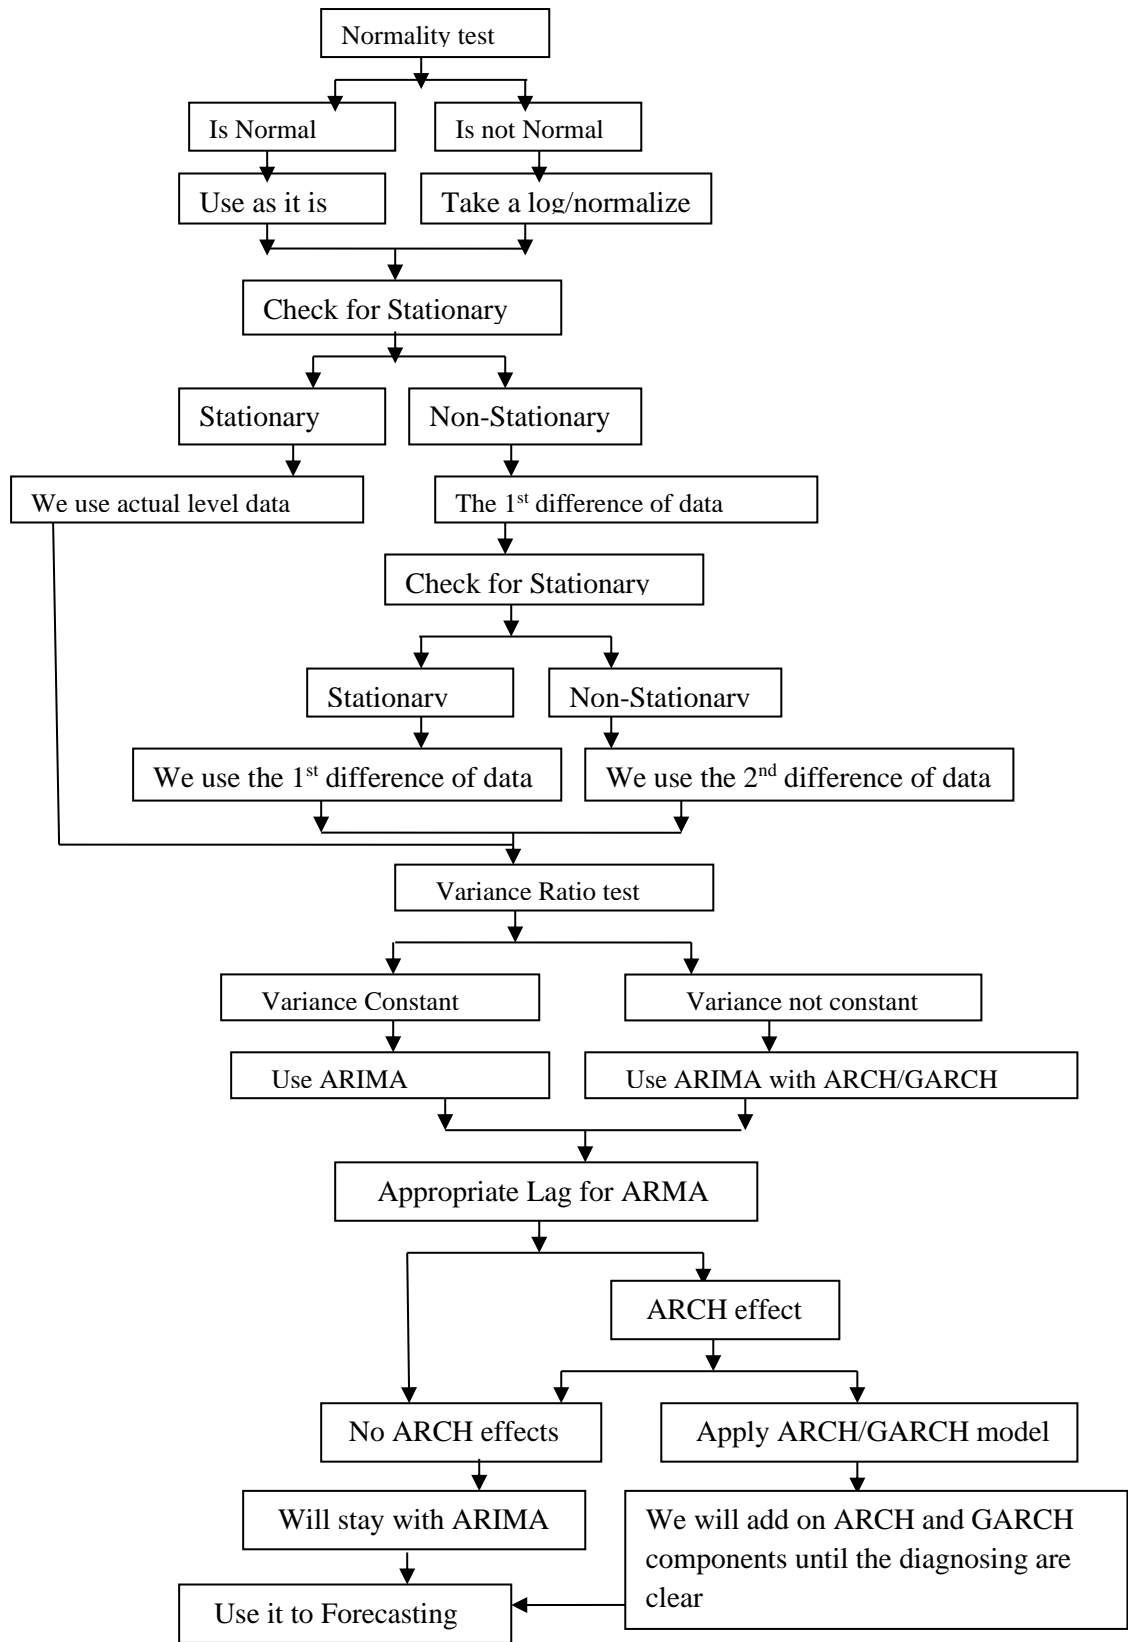 Normality test
Is Normal
Is not Normal
Use as it is
Take a log/normalize
Check for Stationary
Stationary
Non-Stationary
We use actual level data
The 1st difference of data
Check for Stationary
Stationary
Non-Stationary
We use the 1st difference of data
We use the 2nd difference of data
Variance Ratio test
Variance Constant
Variance not constant
Use ARIMA
Use ARIMA with ARCH/GARCH
Appropriate Lag for ARMA
ARCH effect
No ARCH effects
Apply ARCH/GARCH model
Will stay with ARIMA
We will add on ARCH and GARCH
components until the diagnosing are
clear
Use it to Forecasting